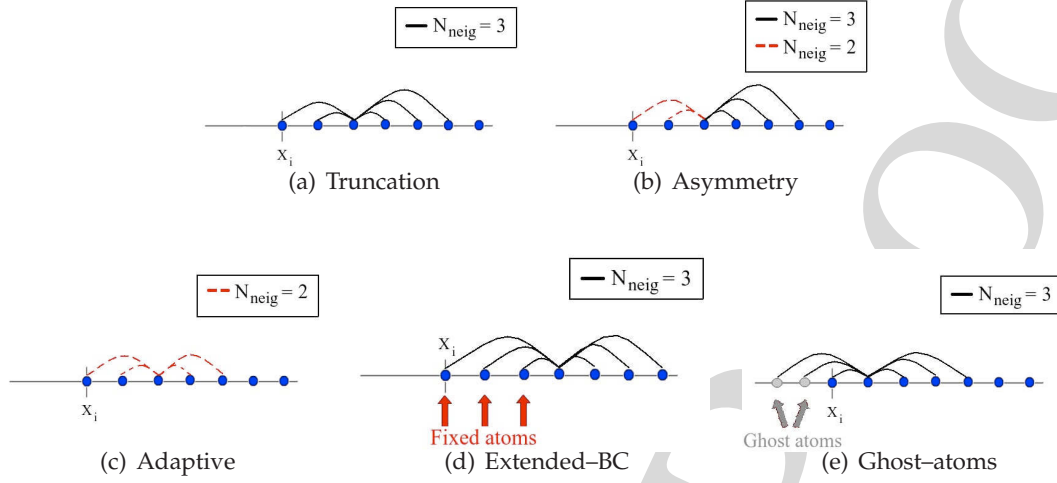 N_neig = 3
N_neig = 3
N_neig = 2
X_i
X_i
(a) Truncation
(b) Asymmetry
N_neig = 2
N_neig = 3
N_neig = 3
X_i
X_i
X_i
Fixed atoms
Ghost atoms
(c) Adaptive
(d) Extended–BC
(e) Ghost–atoms